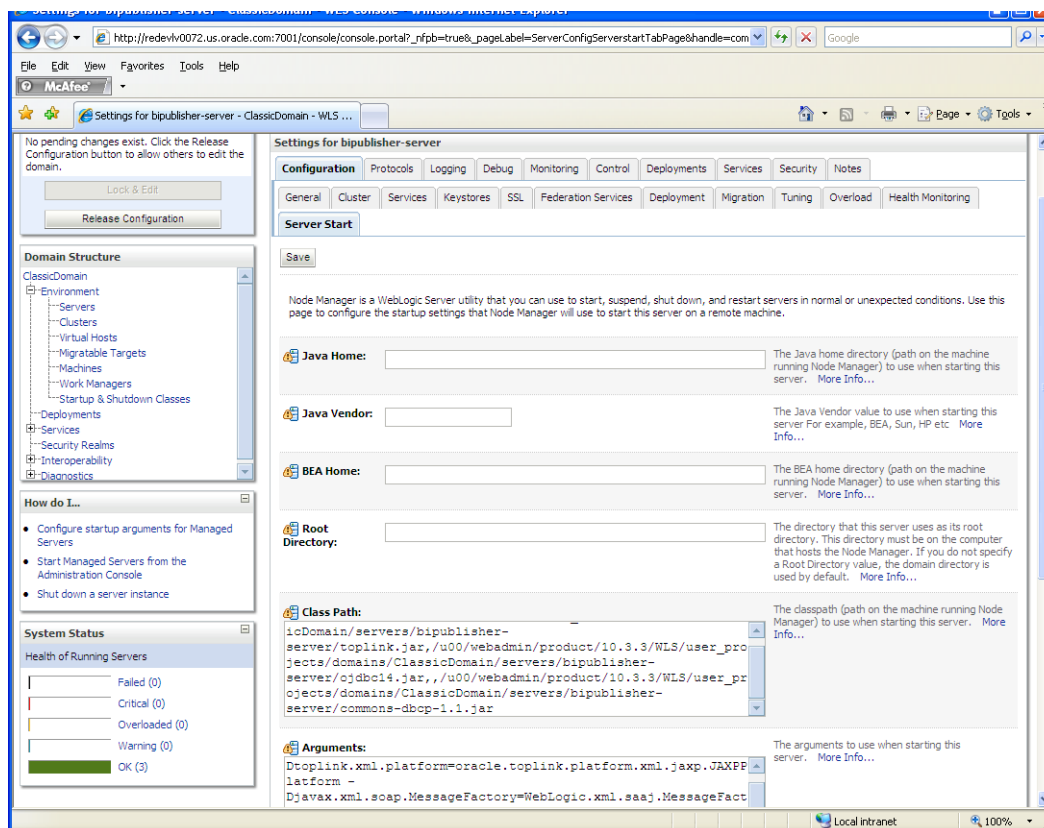 Settings for bipublisher-server - ClassicDomain - WLS Console - Windows Internet Explorer
http://redevlv0072.us.oracle.com:7001/console/console.portal?_nfpb=true&_pageLabel=ServerConfigServerstartTabPage&handle=com
Google
File Edit View Favorites Tools Help
McAfee
Settings for bipublisher-server - ClassicDomain - WLS ...
Page Tools
No pending changes exist. Click the Release
Configuration button to allow others to edit the
domain.
Lock & Edit
Release Configuration
Domain Structure
ClassicDomain
Environment
Servers
Clusters
Virtual Hosts
Migratable Targets
Machines
Work Managers
Startup & Shutdown Classes
Deployments
Services
Security Realms
Interoperability
Diagnostics
How do I...
Configure startup arguments for Managed
Servers
Start Managed Servers from the
Administration Console
Shut down a server instance
System Status
Health of Running Servers
Failed (0)
Critical (0)
Overloaded (0)
Warning (0)
OK (3)
Settings for bipublisher-server
Configuration Protocols Logging Debug Monitoring Control Deployments Services Security Notes
General Cluster Services Keystores SSL Federation Services Deployment Migration Tuning Overload Health Monitoring
Server Start
Save
Node Manager is a WebLogic Server utility that you can use to start, suspend, shut down, and restart servers in normal or unexpected conditions. Use this
page to configure the startup settings that Node Manager will use to start this server on a remote machine.
Java Home:
The Java home directory (path on the machine
running Node Manager) to use when starting this
server. More Info...
Java Vendor:
The Java Vendor value to use when starting this
server For example, BEA, Sun, HP etc More
Info...
BEA Home:
The BEA home directory (path on the machine
running Node Manager) to use when starting this
server. More Info...
Root
Directory:
The directory that this server uses as its root
directory. This directory must be on the computer
that hosts the Node Manager. If you do not specify
a Root Directory value, the domain directory is
used by default. More Info...
Class Path:
icDomain/servers/bipublisher-
server/toplink.jar,/u00/webadmin/product/10.3.3/WLS/user_pro
jects/domains/ClassicDomain/servers/bipublisher-
server/ojdbc14.jar,,/u00/webadmin/product/10.3.3/WLS/user_pr
ojects/domains/ClassicDomain/servers/bipublisher-
server/commons-dbcp-1.1.jar
The classpath (path on the machine running Node
Manager) to use when starting this server. More
Info...
Arguments:
Dtoplink.xml.platform=oracle.toplink.platform.xml.jaxp.JAXPP
latform -
Djavax.xml.soap.MessageFactory=WebLogic.xml.saaj.MessageFact
The arguments to use when starting this
server. More Info...
Local intranet
100%